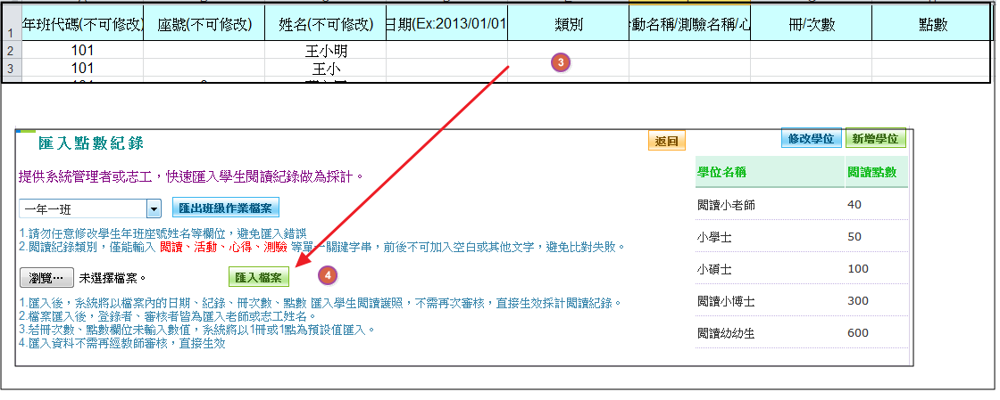 1 年班代碼(不可修改) 座號(不可修改) 姓名(不可修改) 日期(Ex:2013/01/01 類別 動名稱/測驗名稱/心 冊/次數 點數
2 101 王小明
3 101 王小
3
匯入點數紀錄
返回
修改學位 新增學位
提供系統管理者或志工，快速匯入學生閱讀紀錄做為採計。
學位名稱 閱讀點數
一年一班 匯出班級作業檔案
閱讀小老師 40
1.請勿任意修改學生年班座號姓名等欄位，避免匯入錯誤
小學士 50
2.閱讀紀錄類別，僅能輸入 閱讀、活動、心得、測驗 等單一關鍵字串，前後不可加入空白或其他文字，避免比對失敗。
小碩士 100
瀏覽… 未選擇檔案。 匯入檔案 4
1.匯入後，系統將以檔案內的日期、紀錄、冊次數、點數 匯入學生閱讀護照，不需再次審核，直接生效採計閱讀紀錄。
閱讀小博士 300
2.檔案匯入後，登錄者、審核者皆為匯入老師或志工姓名。
3.若冊次數、點數欄位未輸入數值，系統將以1冊或1點為預設值匯入。
閱讀幼幼生 600
4.匯入資料不需再經教師審核，直接生效